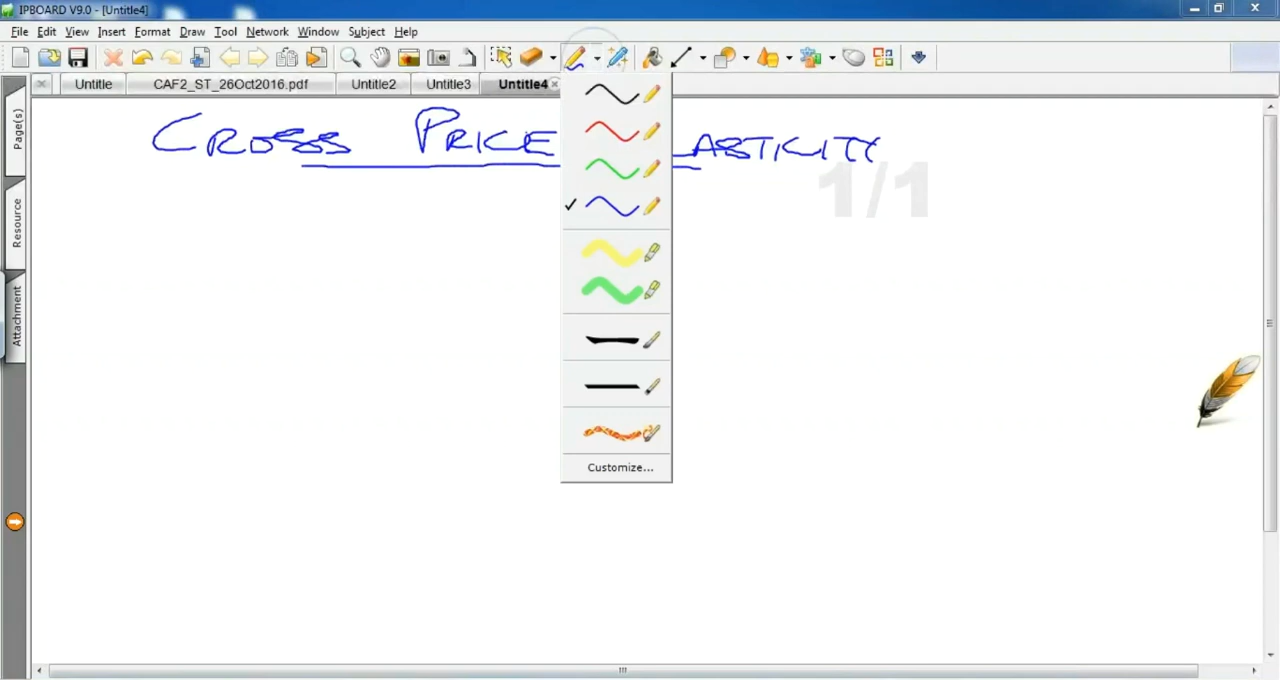 IPBOARD V9.0 - [Untitle4]
File Edit View Insert Format Draw Tool Network Window Subject Help
Untitle CAF2_ST_26Oct2016.pdf Untitle2 Untitle3 Untitle4
CROSS PRICE LASTICITY
1/1
Page(s)
Resource
Attachment
Customize...